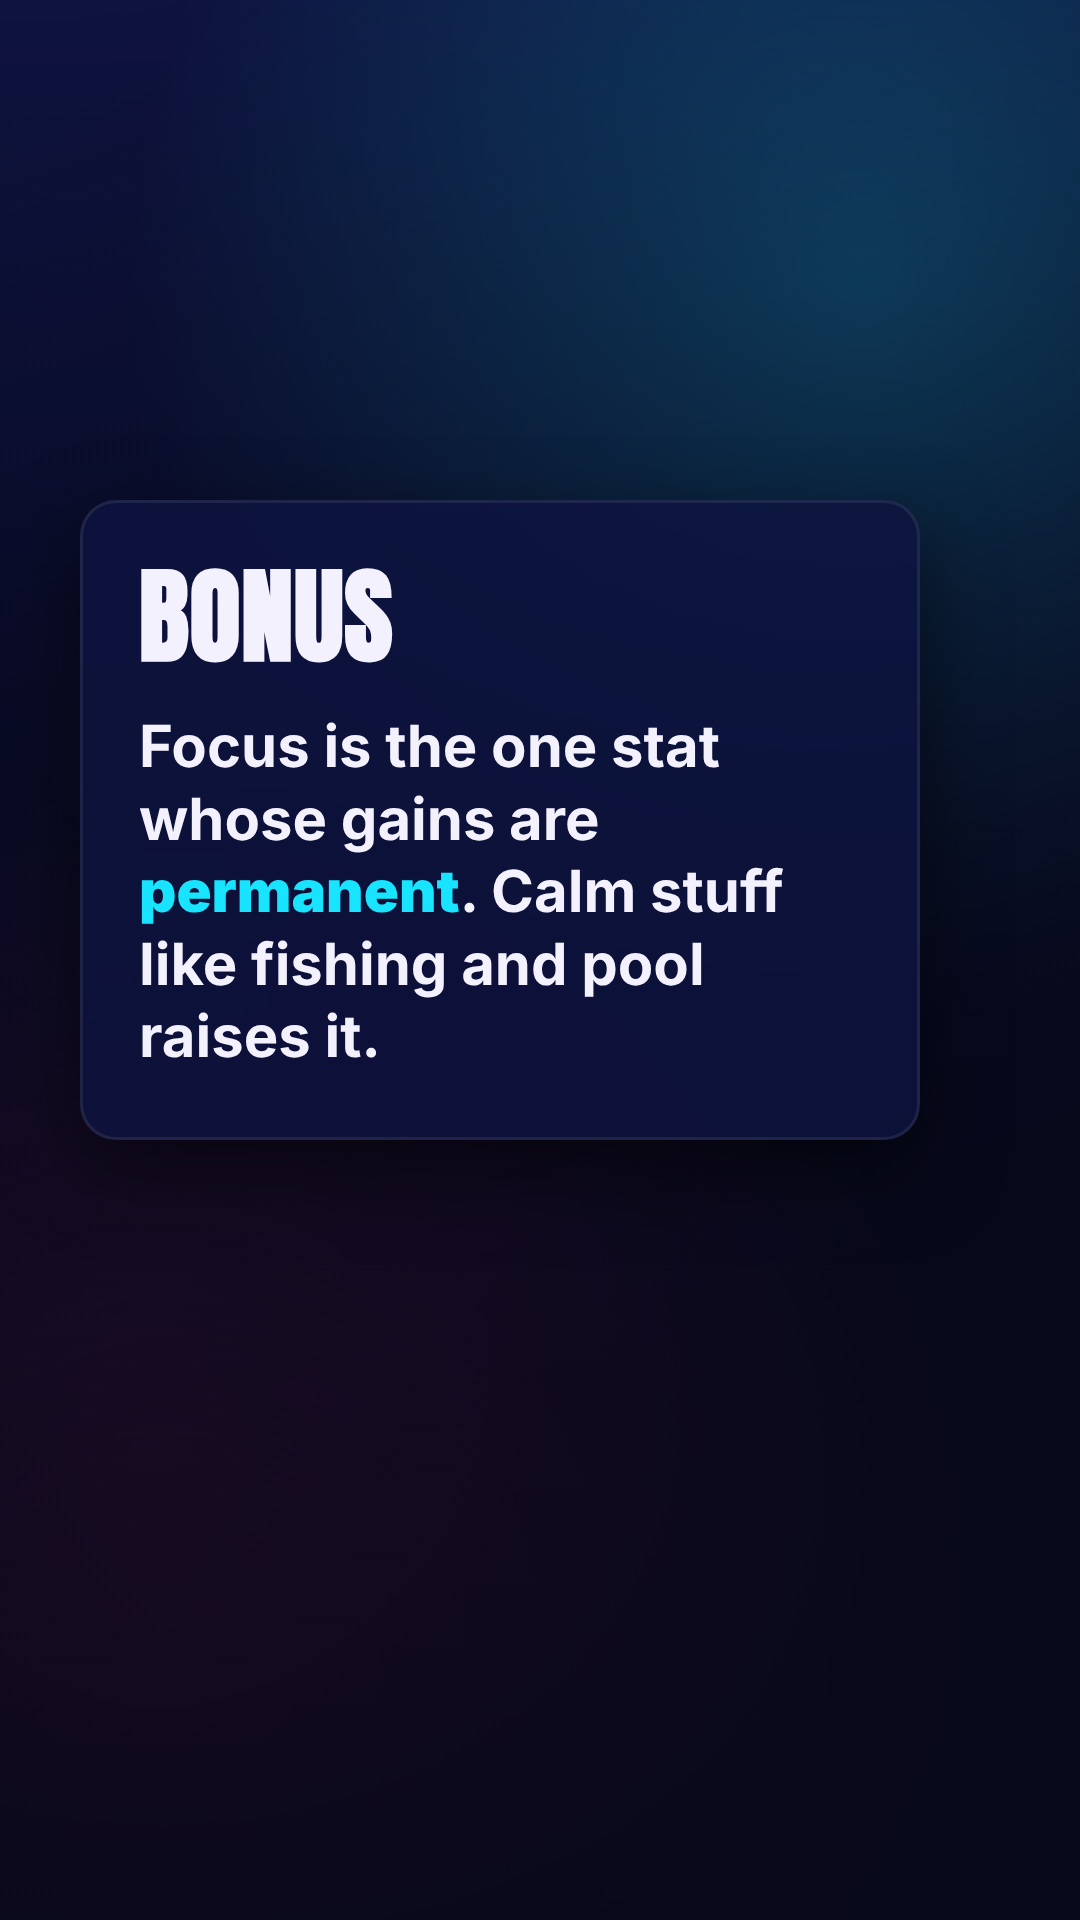 BONUS
Focus is the one stat
whose gains are
permanent. Calm stuff
like fishing and pool
raises it.